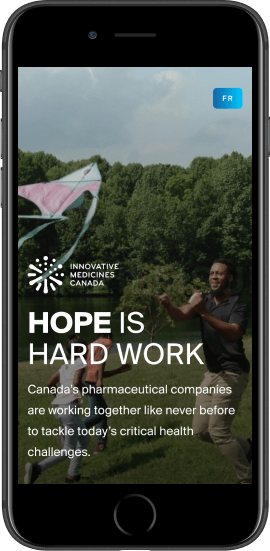 FR
INNOVATIVE
MEDICINES
CANADA
HOPE IS
HARD WORK
Canada's pharmaceutical companies
are working together like never before
to tackle today's critical health
challenges.